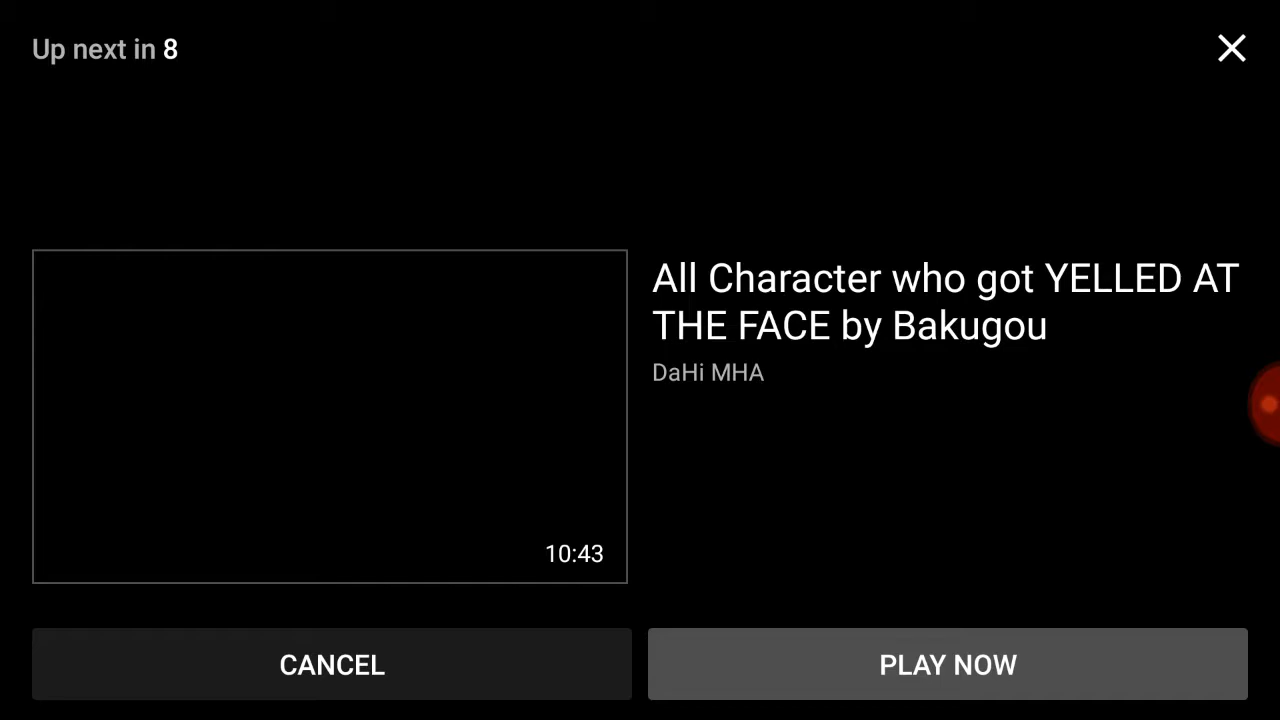 Up next in 8
All Character who got YELLED AT
THE FACE by Bakugou
DaHi MHA
10:43
CANCEL
PLAY NOW